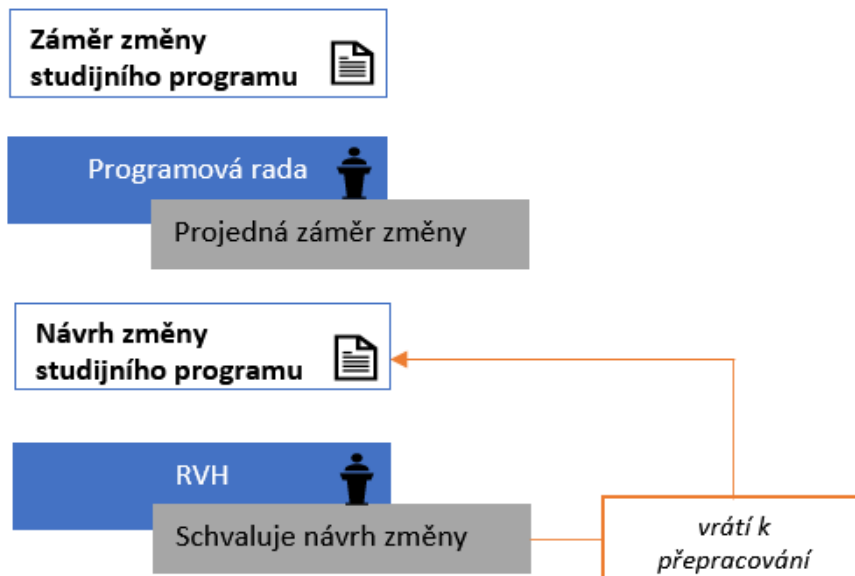 Záměr změny
studijního programu
Programová rada
Projedná záměr změny
Návrh změny
studijního programu
RVH
Schvaluje návrh změny
vrátí k
přepracování